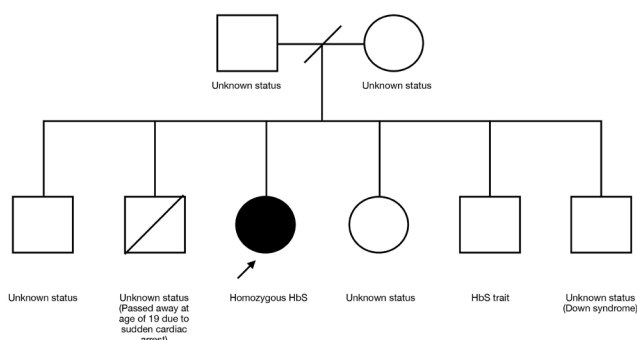 Unknown status
Unknown status
Unknown status
Unknown status
(Passed away at
age of 19 due to
sudden cardiac
arrest)
Homozygous HbS
Unknown status
HbS trait
Unknown status
(Down syndrome)